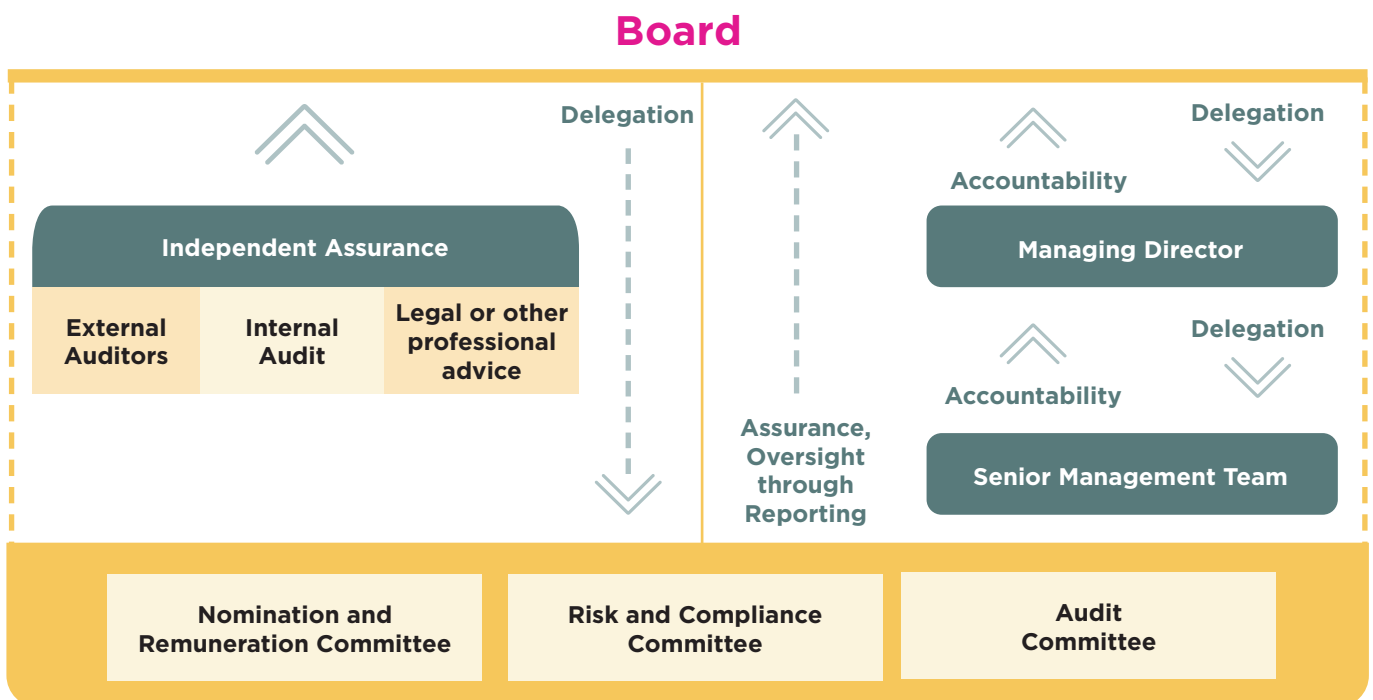 Board
Delegation
Independent Assurance
External
Auditors
Internal
Audit
Legal or other
professional
advice
Assurance,
Oversight
through
Reporting
Delegation
Accountability
Managing Director
Delegation
Accountability
Senior Management Team
Nomination and
Remuneration Committee
Risk and Compliance
Committee
Audit
Committee